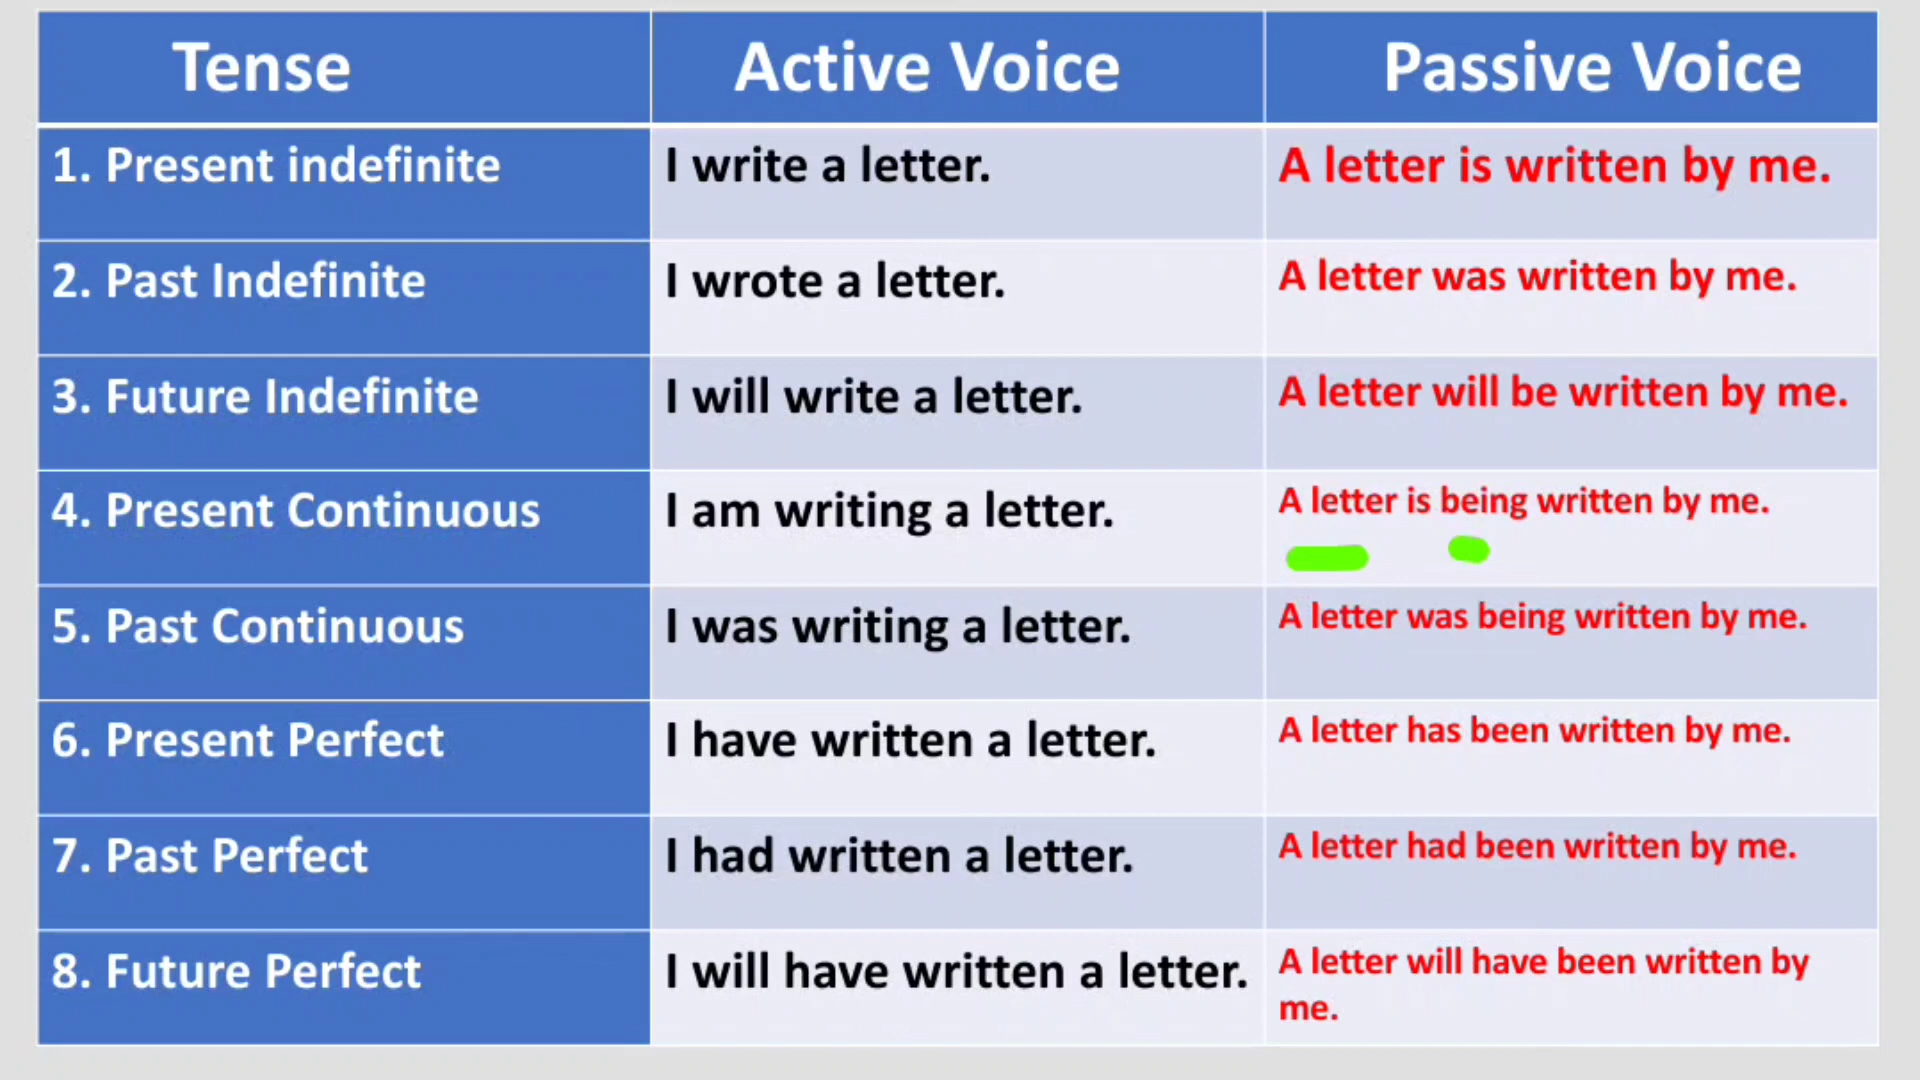 Tense Active Voice Passive Voice
1. Present indefinite I write a letter. A letter is written by me.
2. Past Indefinite I wrote a letter. A letter was written by me.
3. Future Indefinite I will write a letter. A letter will be written by me.
4. Present Continuous I am writing a letter. A letter is being written by me.
5. Past Continuous I was writing a letter. A letter was being written by me.
6. Present Perfect I have written a letter. A letter has been written by me.
7. Past Perfect I had written a letter. A letter had been written by me.
8. Future Perfect I will have written a letter. A letter will have been written by
me.